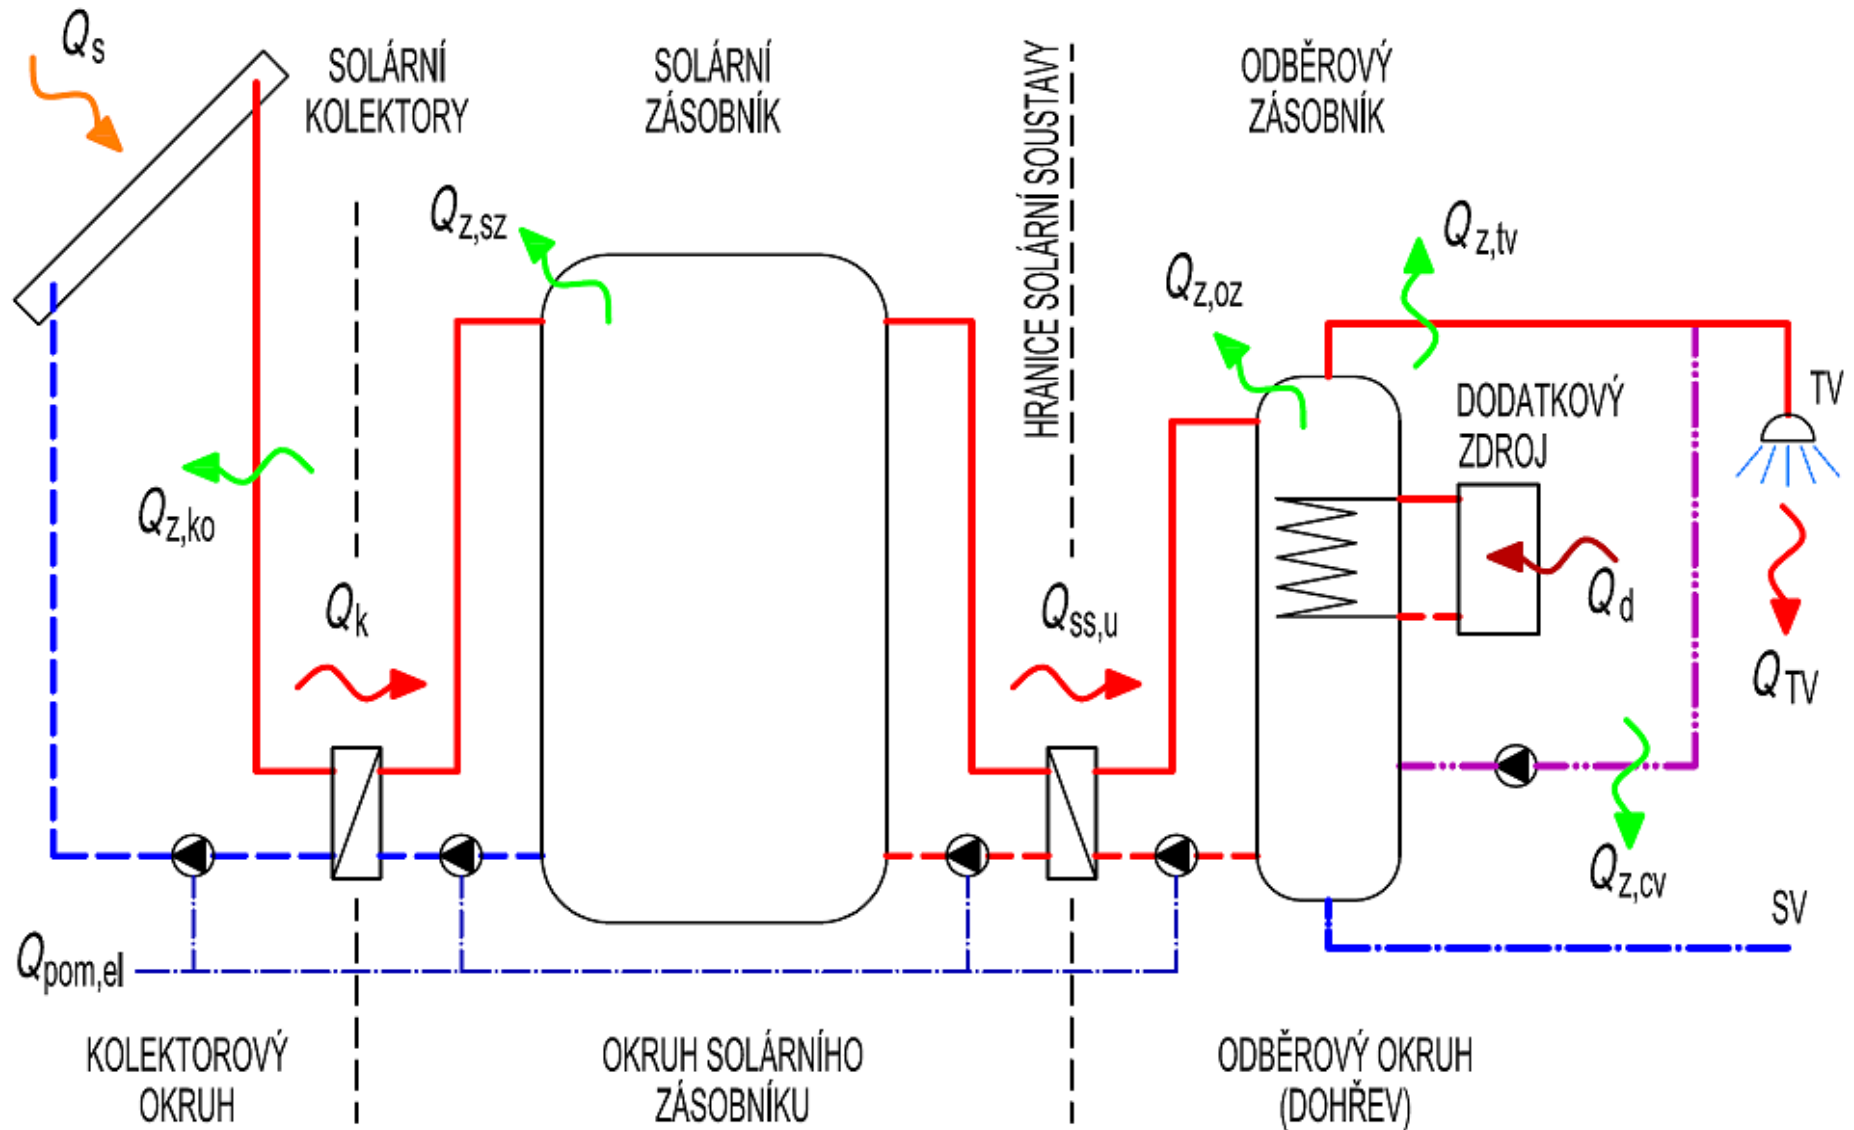 Qs
SOLÁRNÍ
KOLEKTORY
SOLÁRNÍ
ZÁSOBNÍK
HRANICE SOLÁRNÍ SOUSTAVY
ODBĚROVÝ
ZÁSOBNÍK
Qz,sz
Qz,tv
Qz,oz
DODATKOVÝ
ZDROJ
TV
Qz,ko
Qk
Qss,u
Qd
QTV
Qz,cv
SV
Qpom,el
KOLEKTOROVÝ
OKRUH
OKRUH SOLÁRNÍHO
ZÁSOBNÍKU
ODBĚROVÝ OKRUH
(DOHŘEV)